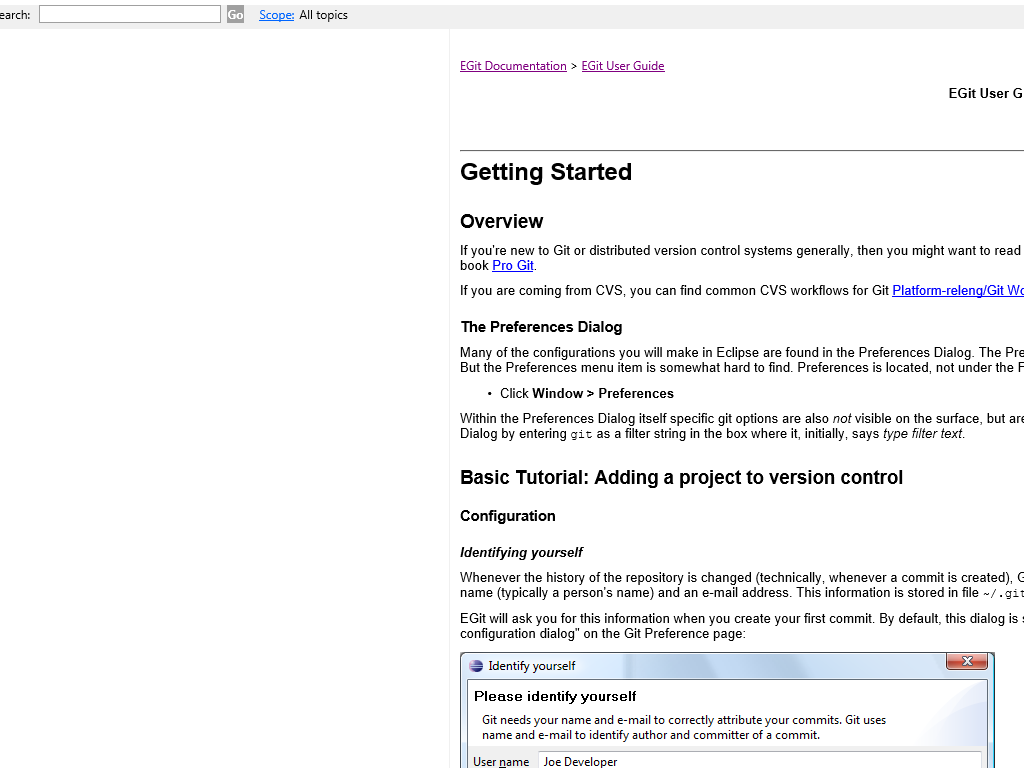 earch: Go Scope: All topics
EGit Documentation > EGit User Guide
EGit User G
Getting Started
Overview
If you're new to Git or distributed version control systems generally, then you might want to read
book Pro Git.
If you are coming from CVS, you can find common CVS workflows for Git Platform-releng/Git Wo
The Preferences Dialog
Many of the configurations you will make in Eclipse are found in the Preferences Dialog. The Pre
But the Preferences menu item is somewhat hard to find. Preferences is located, not under the F
• Click Window > Preferences
Within the Preferences Dialog itself specific git options are also not visible on the surface, but are
Dialog by entering git as a filter string in the box where it, initially, says type filter text.
Basic Tutorial: Adding a project to version control
Configuration
Identifying yourself
Whenever the history of the repository is changed (technically, whenever a commit is created), G
name (typically a person's name) and an e-mail address. This information is stored in file ~/.git
EGit will ask you for this information when you create your first commit. By default, this dialog is s
configuration dialog" on the Git Preference page:
Identify yourself
Please identify yourself
Git needs your name and e-mail to correctly attribute your commits. Git uses
name and e-mail to identify author and committer of a commit.
User name Joe Developer